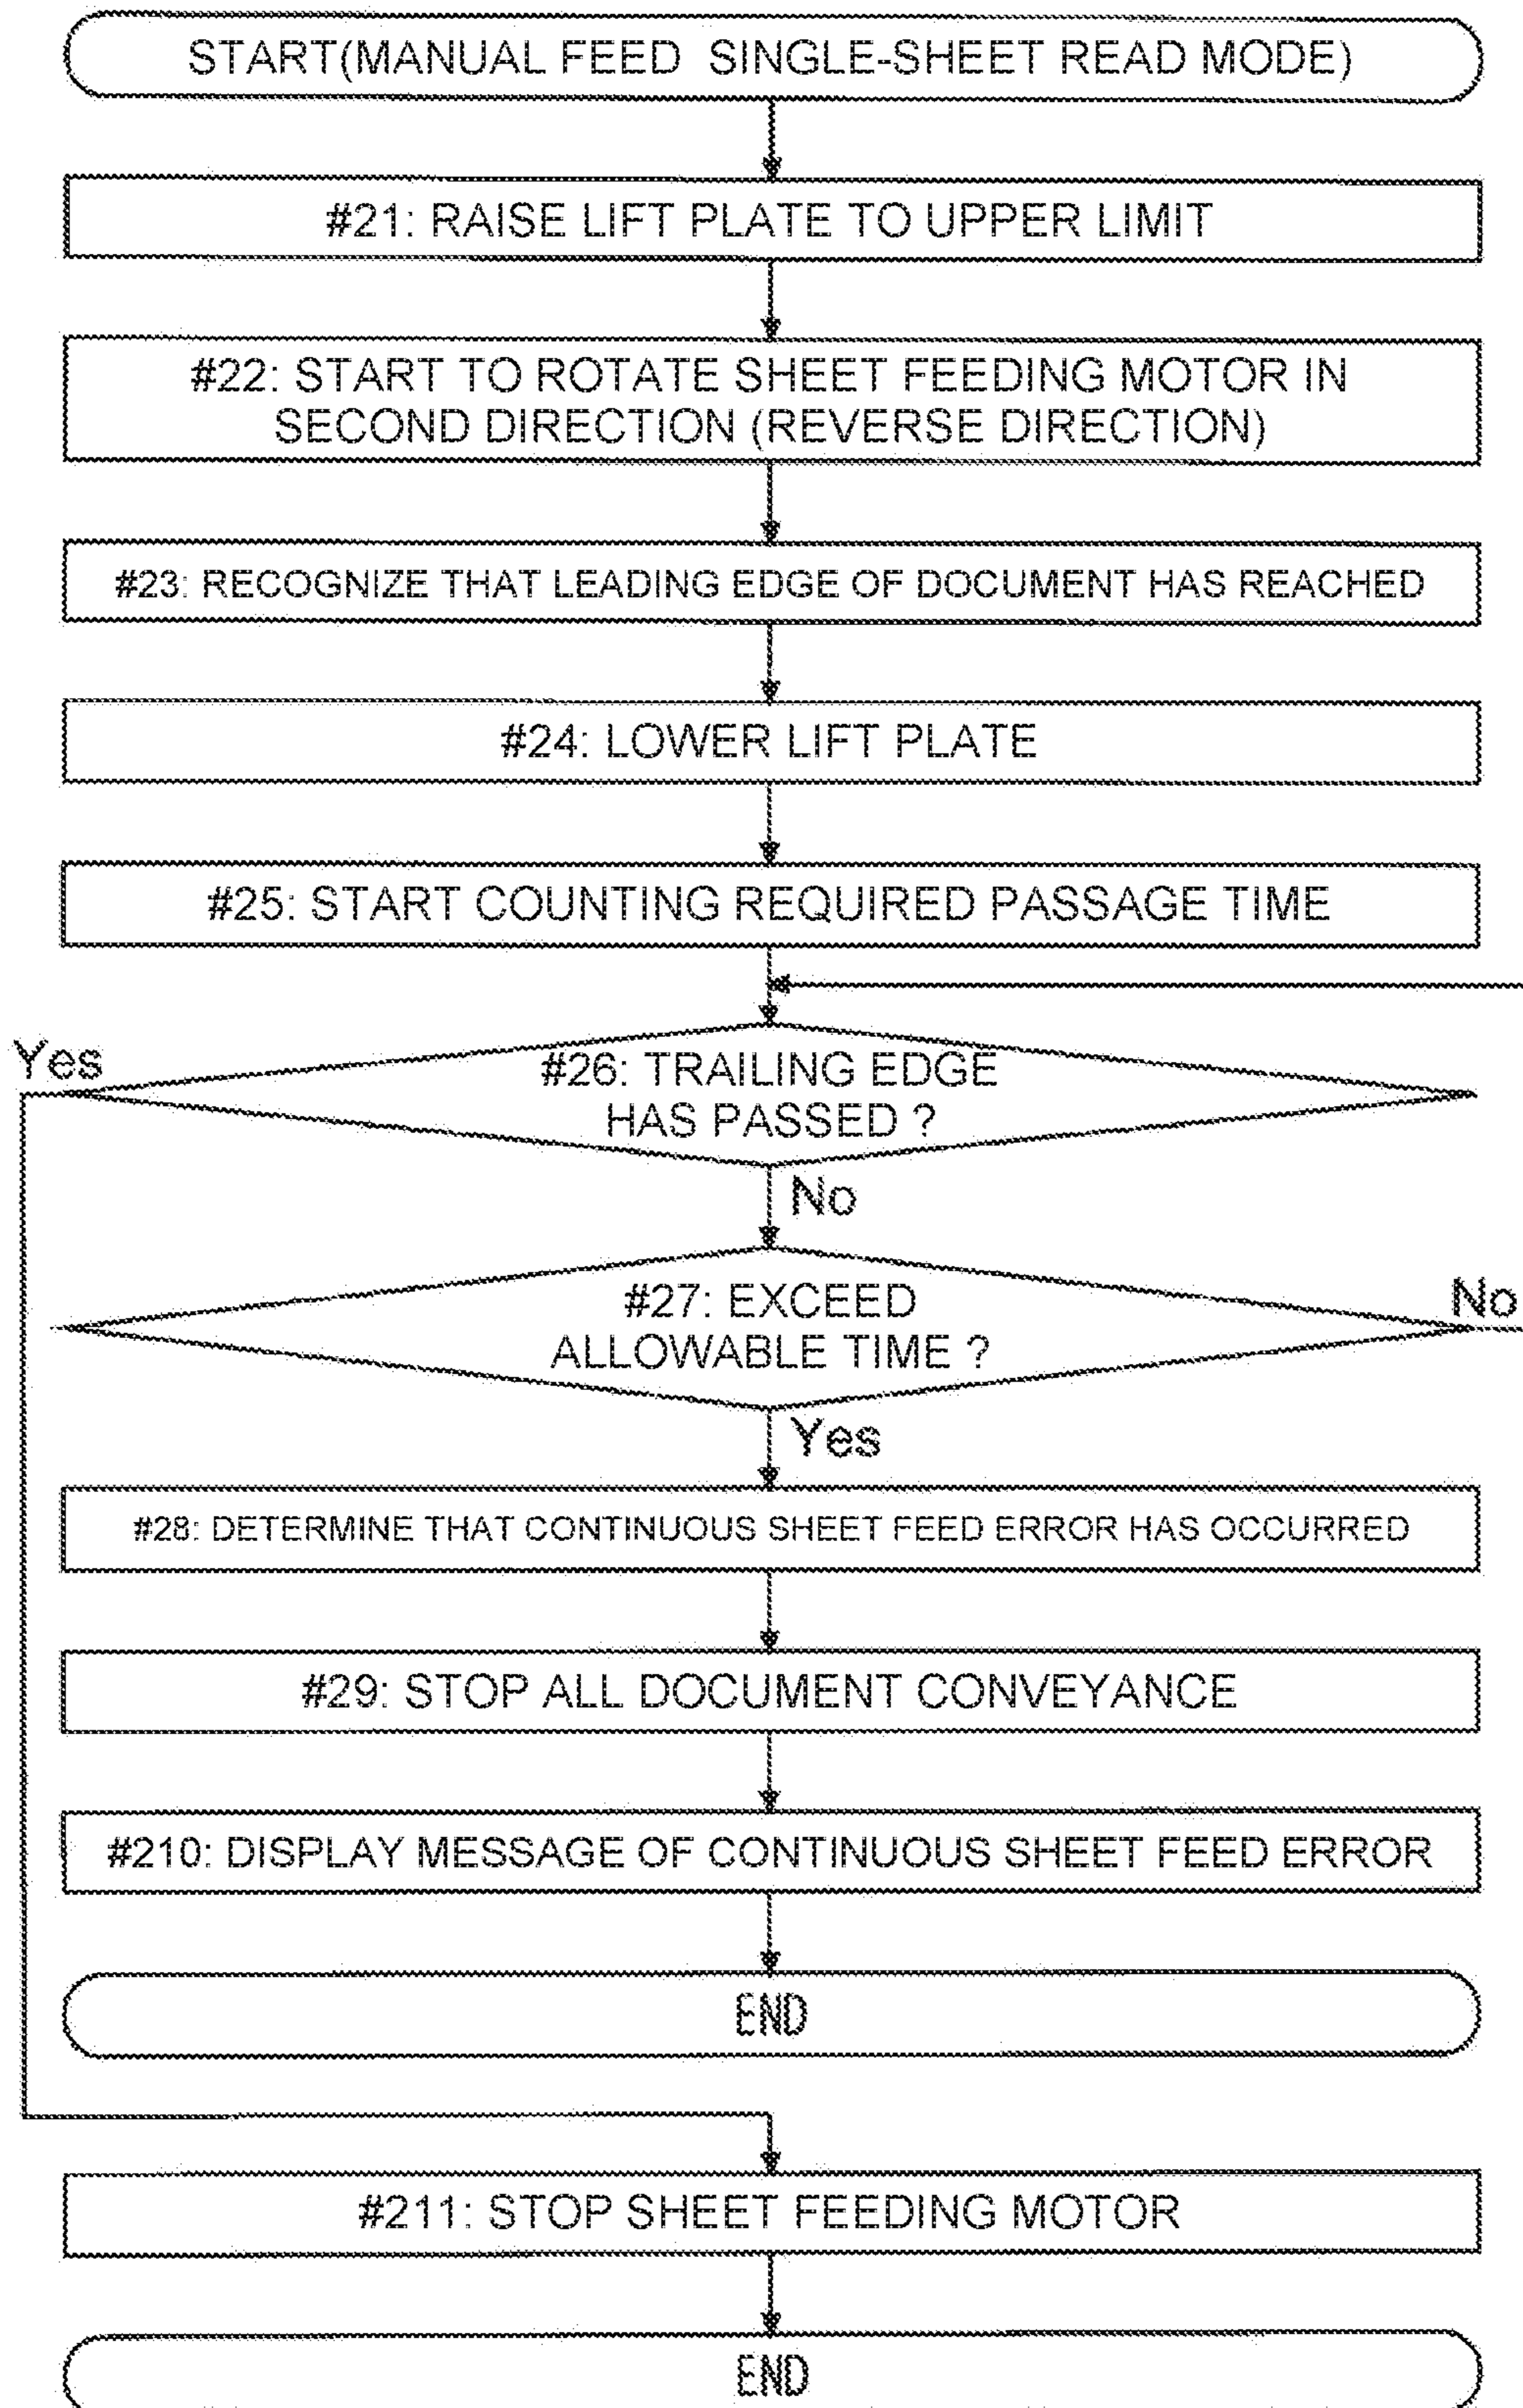 START(MANUAL FEED SINGLE-SHEET READ MODE)
#21: RAISE LIFT PLATE TO UPPER LIMIT
#22: START TO ROTATE SHEET FEEDING MOTOR IN
SECOND DIRECTION (REVERSE DIRECTION)
#23: RECOGNIZE THAT LEADING EDGE OF DOCUMENT HAS REACHED
#24: LOWER LIFT PLATE
#25: START COUNTING REQUIRED PASSAGE TIME
Yes
#26: TRAILING EDGE
HAS PASSED ?
No
#27: EXCEED
ALLOWABLE TIME ?
No
Yes
#28: DETERMINE THAT CONTINUOUS SHEET FEED ERROR HAS OCCURRED
#29: STOP ALL DOCUMENT CONVEYANCE
#210: DISPLAY MESSAGE OF CONTINUOUS SHEET FEED ERROR
END
#211: STOP SHEET FEEDING MOTOR
END